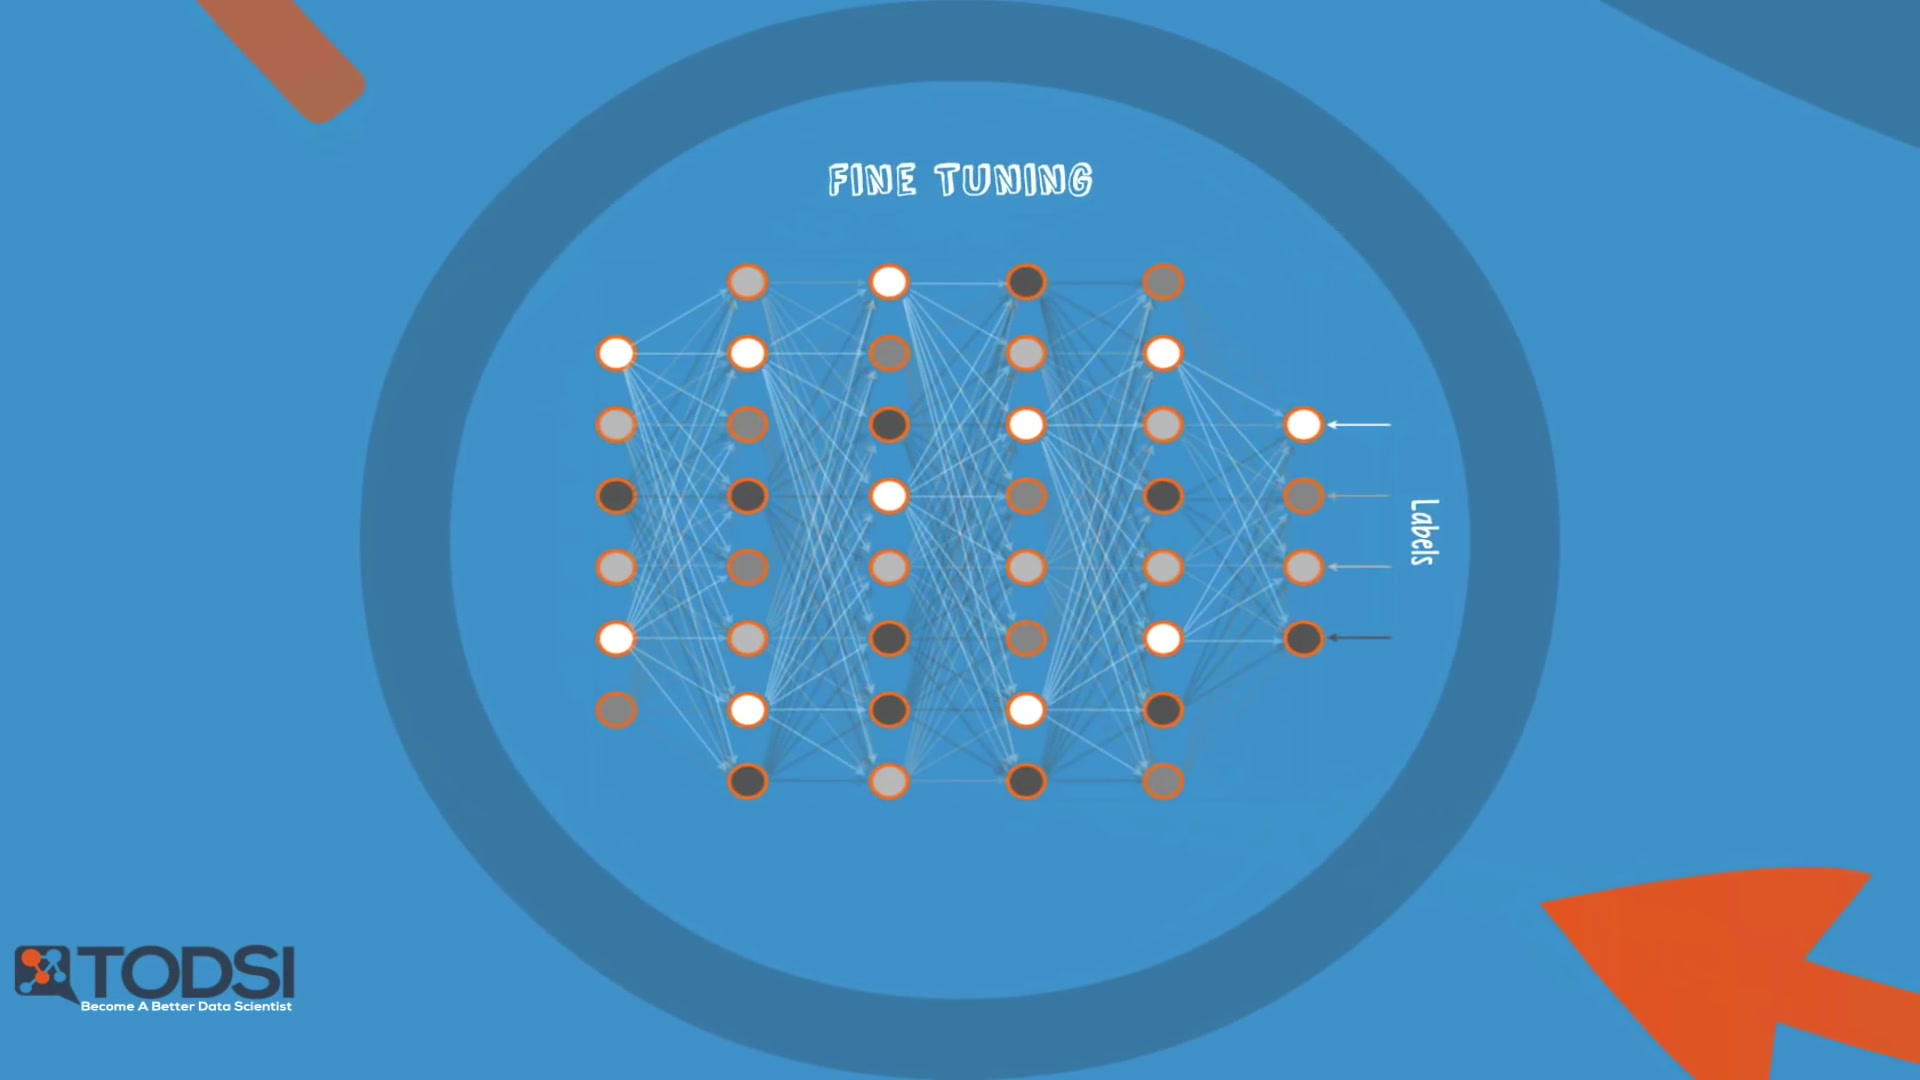 FINE TUNING
Labels
TODSI
Become A Better Data Scientist